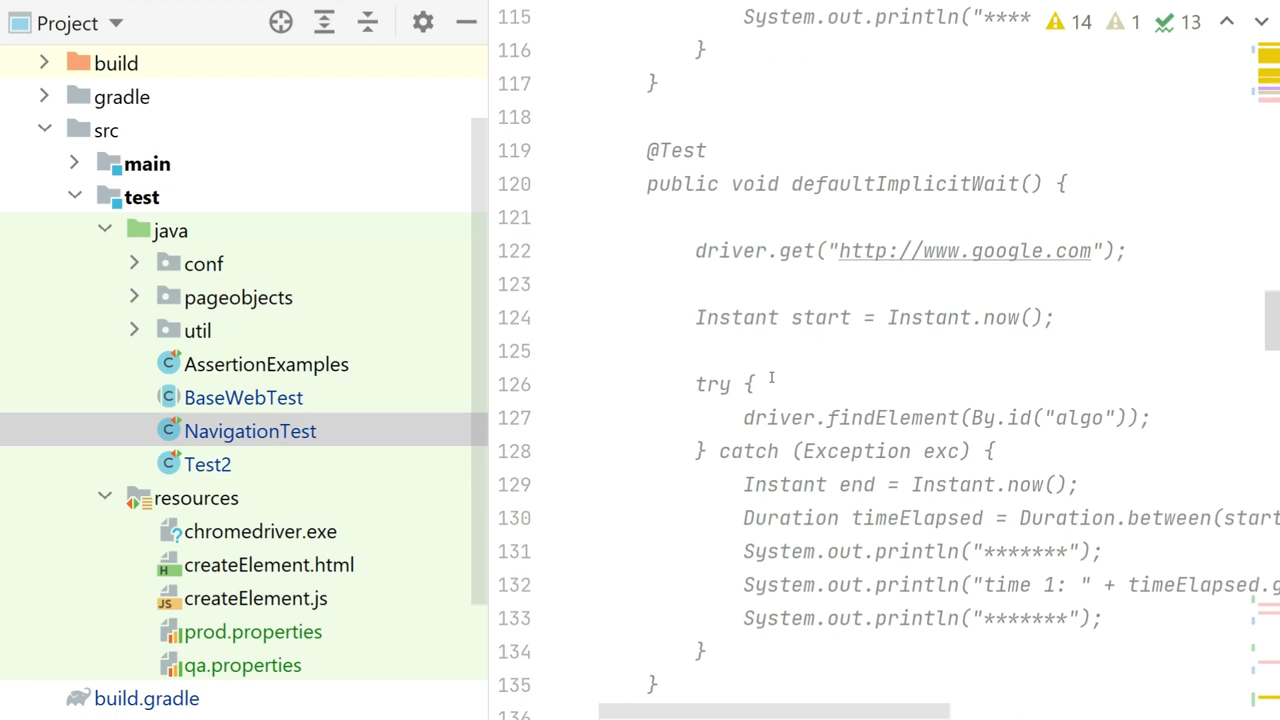 Project
build
gradle
src
main
test
java
conf
pageobjects
util
AssertionExamples
BaseWebTest
NavigationTest
Test2
resources
chromedriver.exe
createElement.html
createElement.js
prod.properties
qa.properties
build.gradle
14 1 13
115 System.out.println("****
116 }
117 }
118
119 @Test
120 public void defaultImplicitWait() {
121
122 driver.get("http://www.google.com");
123
124 Instant start = Instant.now();
125
126 try {
127 driver.findElement(By.id("algo"));
128 } catch (Exception exc) {
129 Instant end = Instant.now();
130 Duration timeElapsed = Duration.between(start
131 System.out.println("*******");
132 System.out.println("time 1: " + timeElapsed.g
133 System.out.println("*******");
134 }
135 }
136